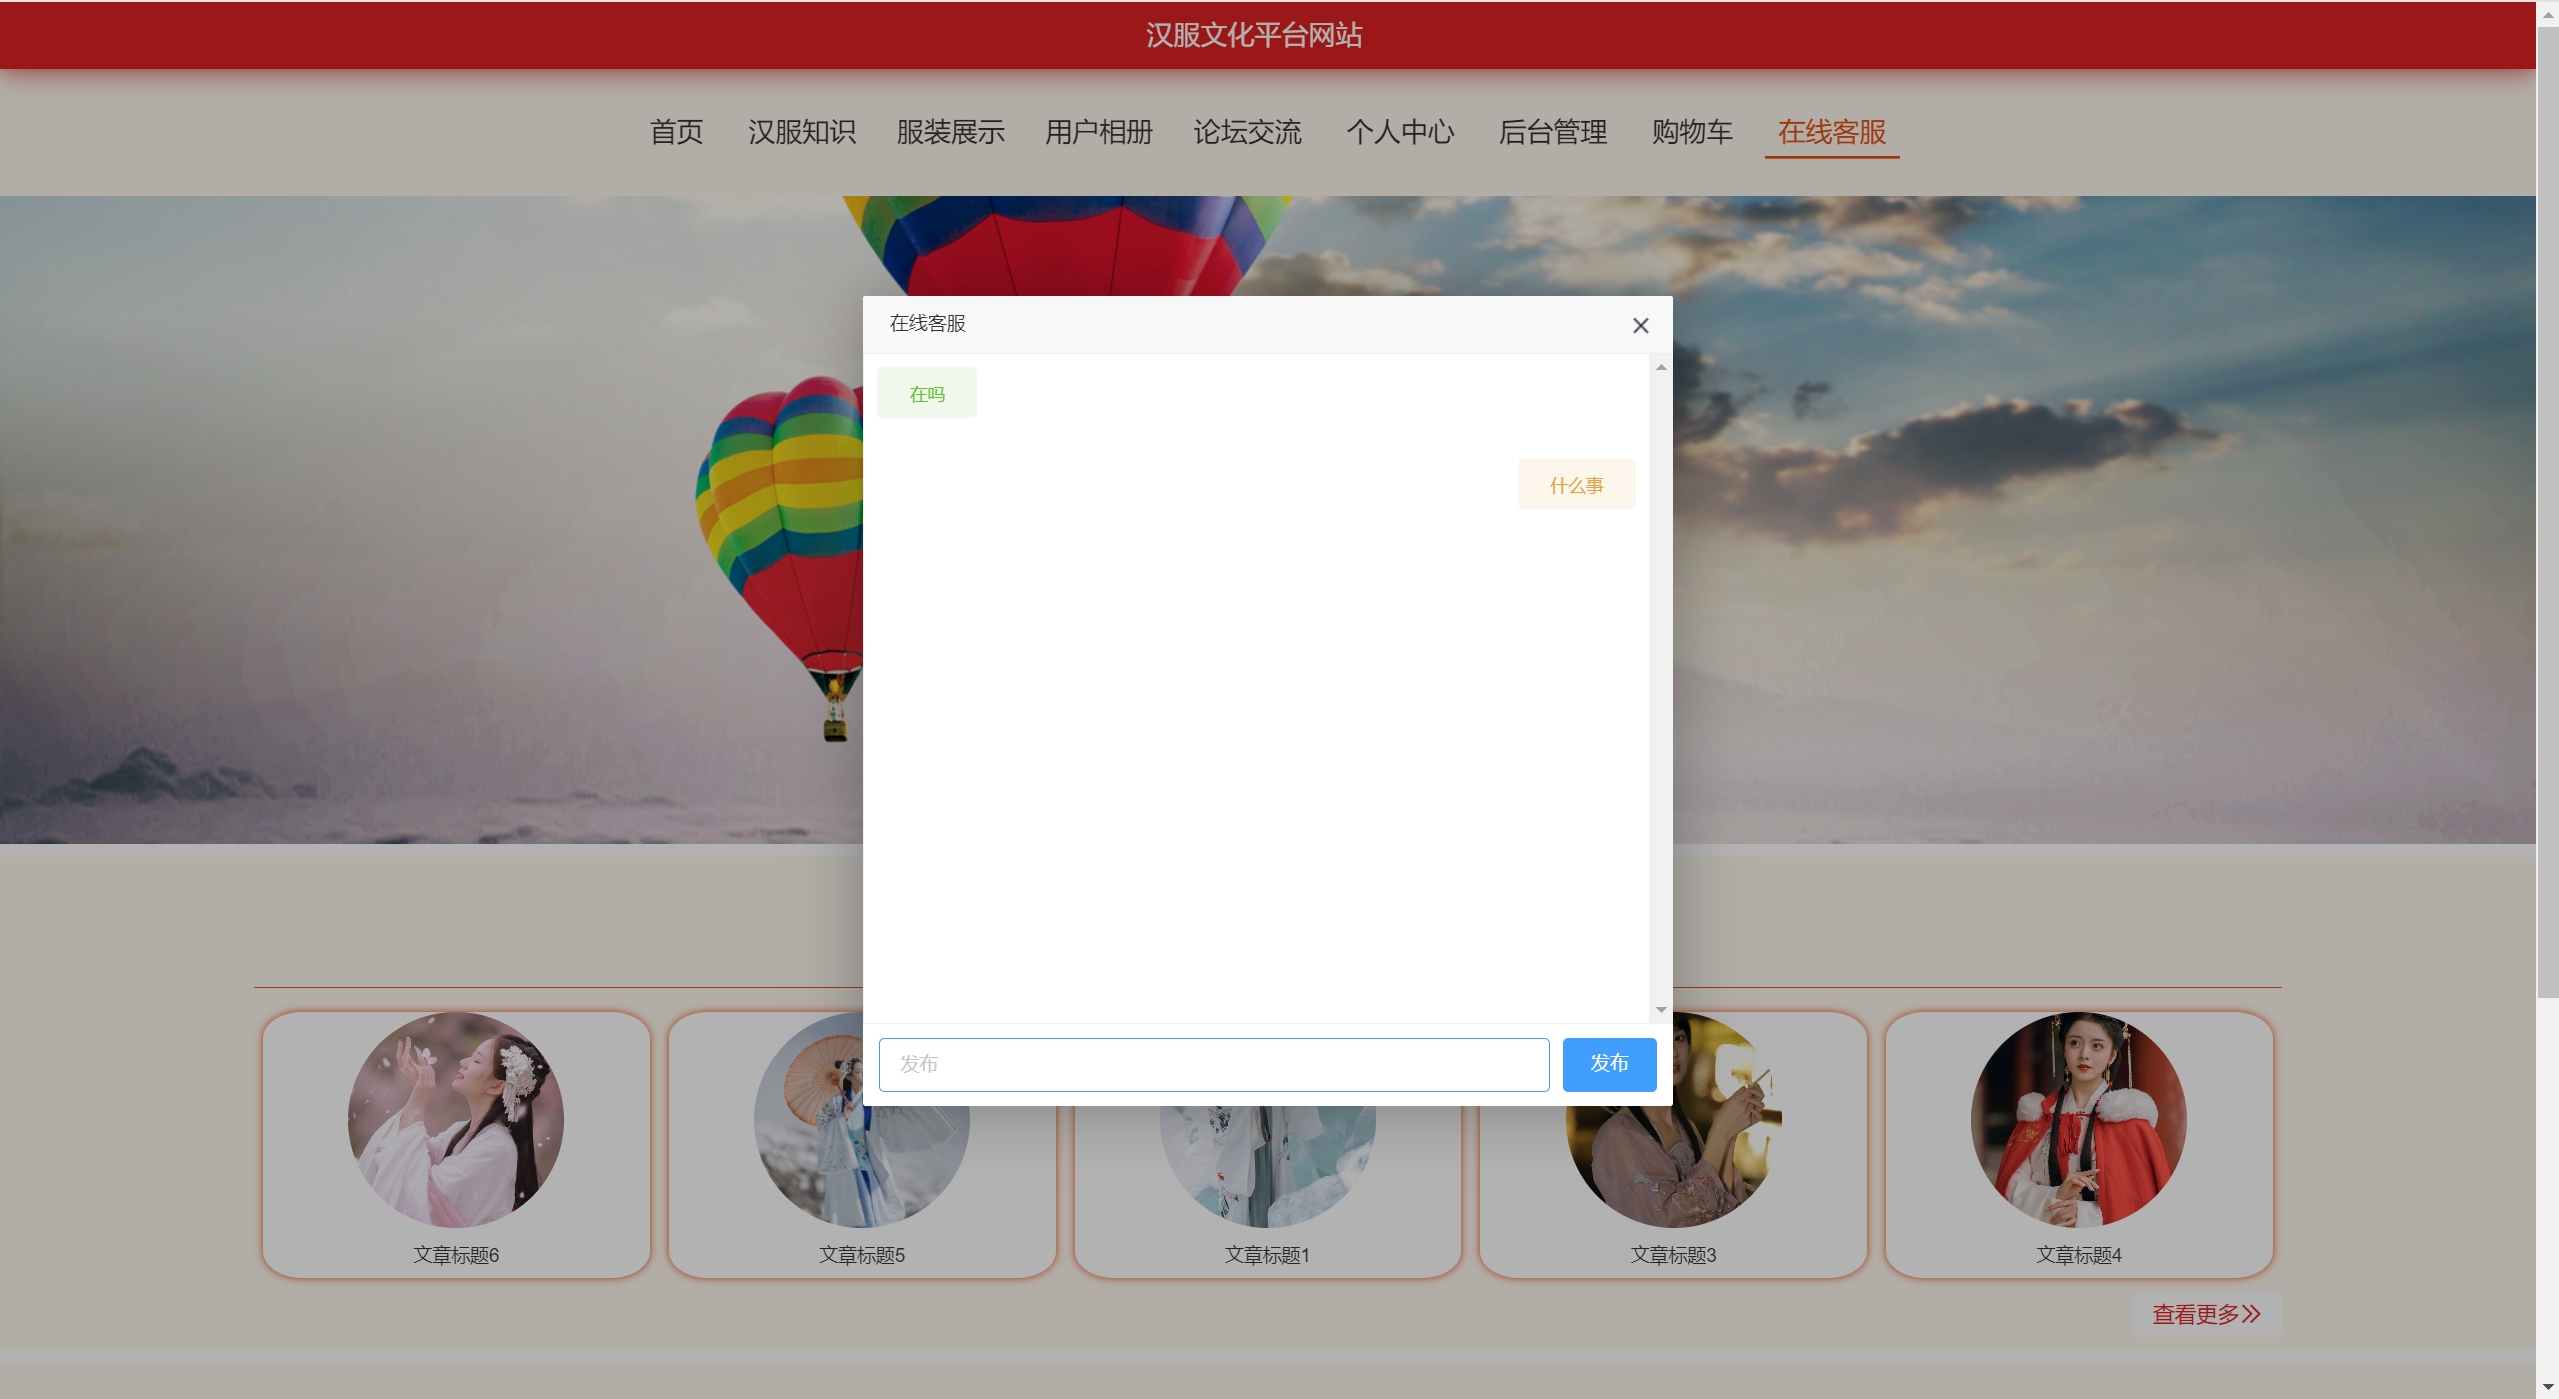 汉服文化平台网站
首页 汉服知识 服装展示 用户相册 论坛交流 个人中心 后台管理 购物车 在线客服
在线客服
在吗
什么事
发布 发布
文章标题6 文章标题5 文章标题1 文章标题3 文章标题4
查看更多